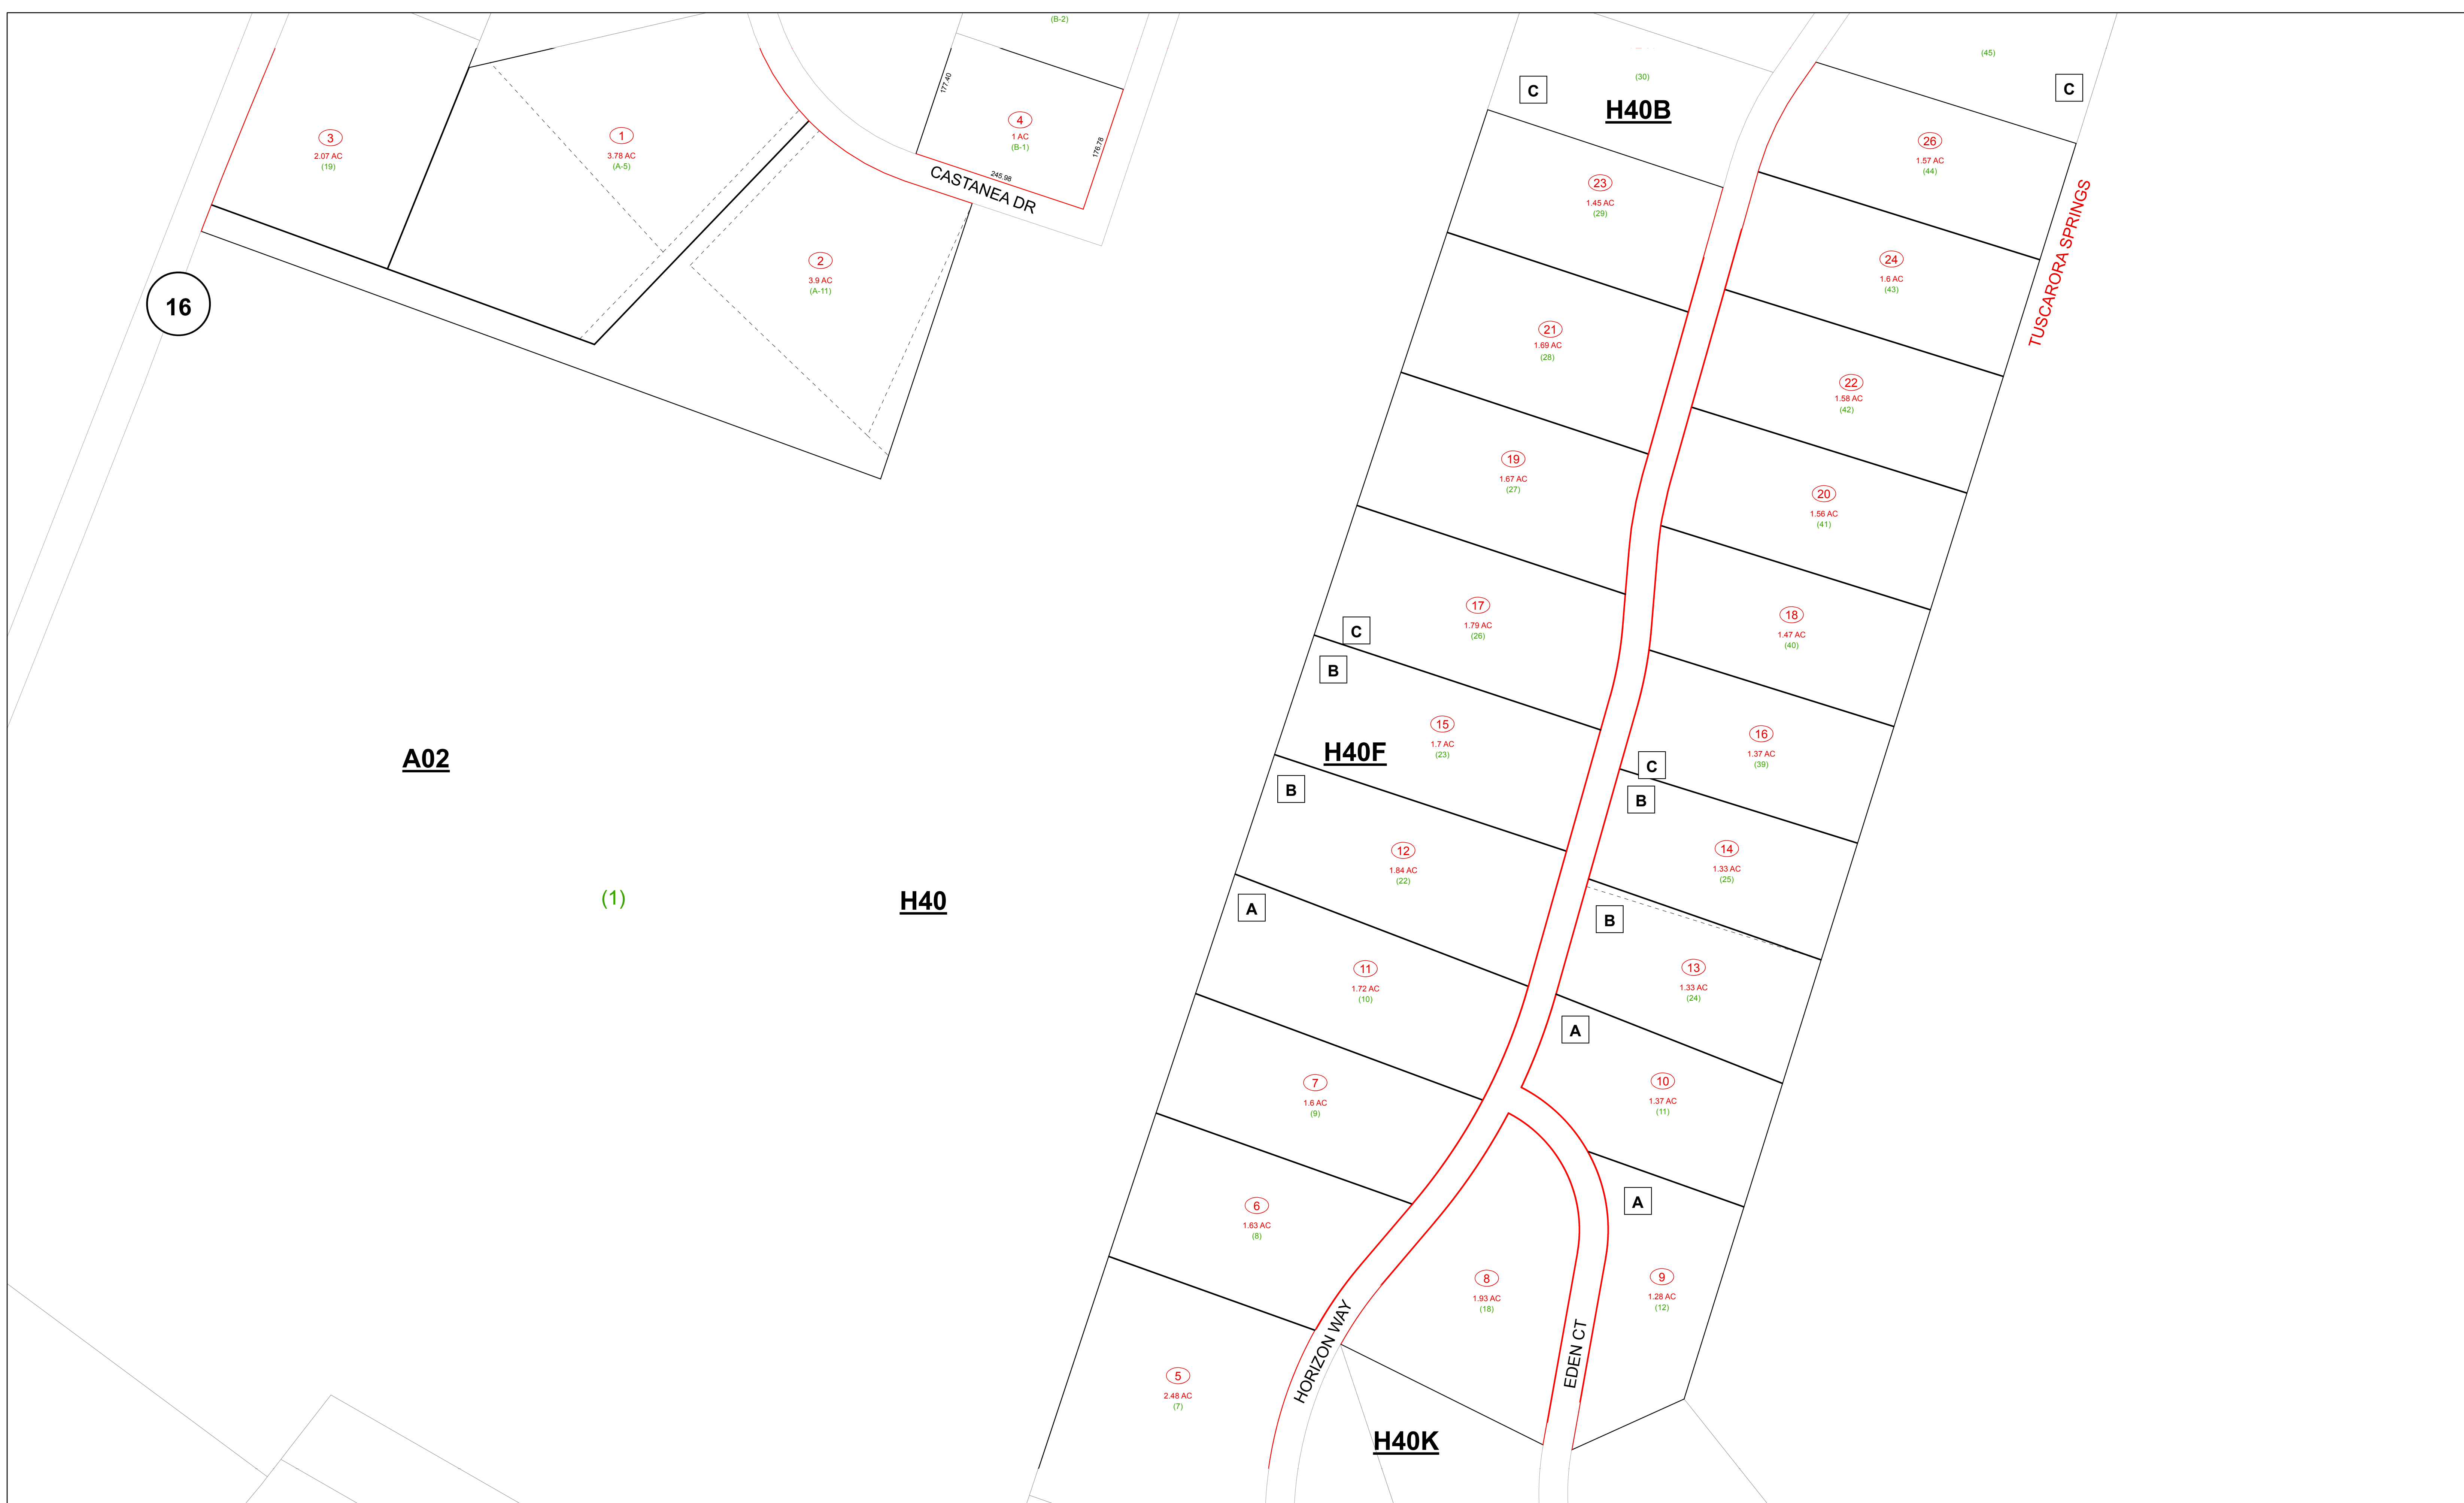 (B-2)
(45)
C
(30)
H40B
C
177.40
4
1 AC
(B-1)
176.78
245.98
CASTANEA DR
3
2.07 AC
(19)
1
3.78 AC
(A-5)
2
3.9 AC
(A-11)
16
26
1.57 AC
(44)
23
1.45 AC
(29)
TUSCARORA SPRINGS
24
1.6 AC
(43)
21
1.69 AC
(28)
22
1.58 AC
(42)
19
1.67 AC
(27)
20
1.56 AC
(41)
17
1.79 AC
(26)
18
1.47 AC
(40)
C
B
15
1.7 AC
(23)
H40F
16
1.37 AC
(39)
C
B
A02
B
12
1.84 AC
(22)
14
1.33 AC
(25)
(1)
H40
A
B
11
1.72 AC
(10)
13
1.33 AC
(24)
A
7
1.6 AC
(9)
10
1.37 AC
(11)
6
1.63 AC
(8)
A
8
1.93 AC
(18)
9
1.28 AC
(12)
HORIZON WAY
EDEN CT
5
2.48 AC
(7)
H40K